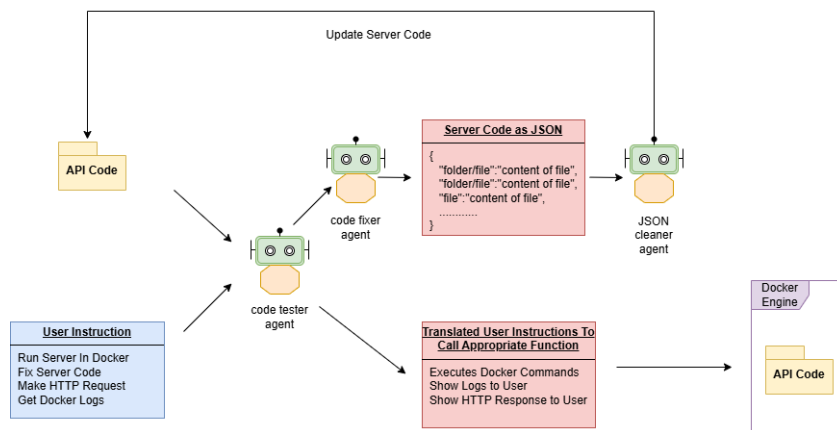 Update Server Code
API Code
code fixer
agent
Server Code as JSON
{
"folder/file":"content of file",
"folder/file":"content of file",
"file":"content of file",
............
}
JSON
cleaner
agent
code tester
agent
User Instruction
Run Server In Docker
Fix Server Code
Make HTTP Request
Get Docker Logs
Translated User Instructions To
Call Appropriate Function
Executes Docker Commands
Show Logs to User
Show HTTP Response to User
Docker
Engine
API Code